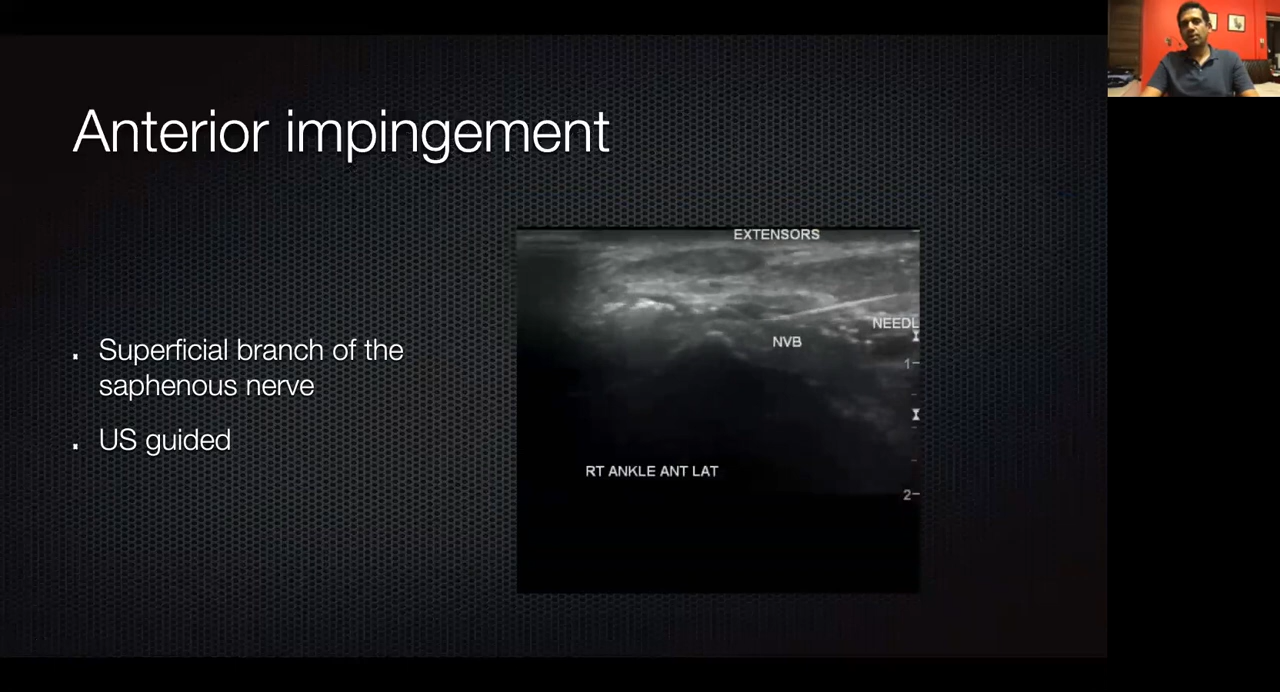 Anterior impingement
EXTENSORS
NEEDL
NVB
1
2
RT ANKLE ANT LAT
. Superficial branch of the
saphenous nerve
. US guided